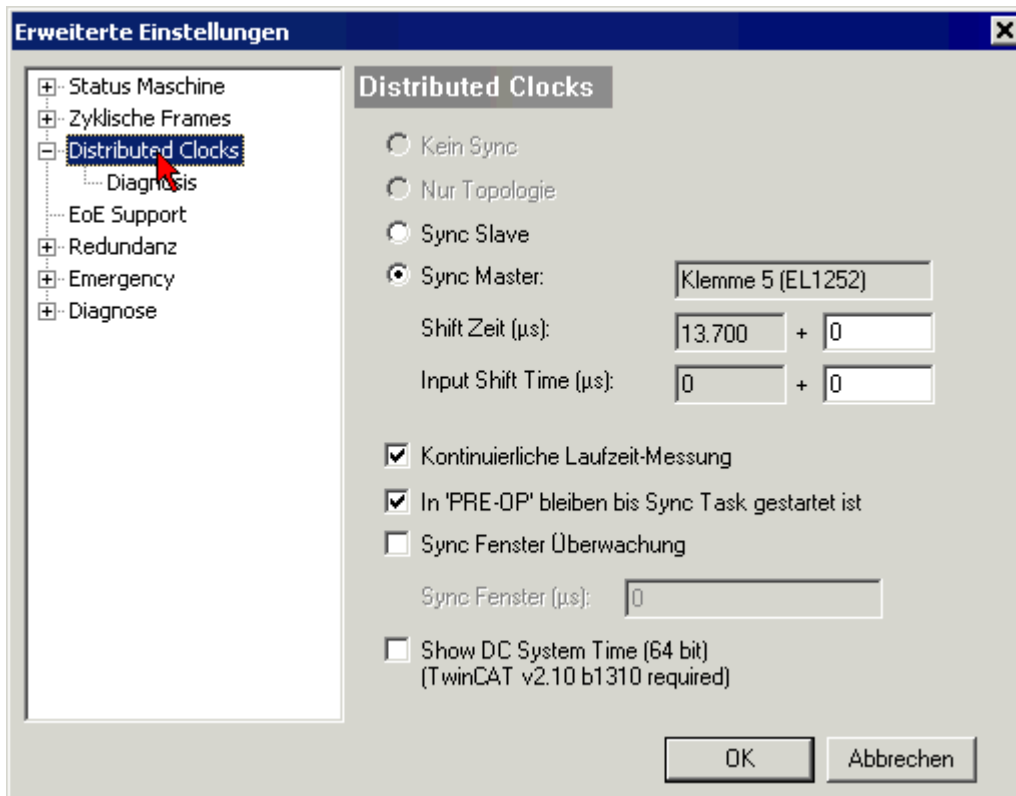 Erweiterte Einstellungen
Status Maschine
Zyklische Frames
Distributed Clocks
Diagnosis
EoE Support
Redundanz
Emergency
Diagnose
Distributed Clocks
Kein Sync
Nur Topologie
Sync Slave
Sync Master: Klemme 5 (EL1252)
Shift Zeit (µs): 13.700 + 0
Input Shift Time (µs): 0 + 0
Kontinuierliche Laufzeit-Messung
In 'PRE-OP' bleiben bis Sync Task gestartet ist
Sync Fenster Überwachung
Sync Fenster (µs): 0
Show DC System Time (64 bit)
(TwinCAT v2.10 b1310 required)
OK Abbrechen